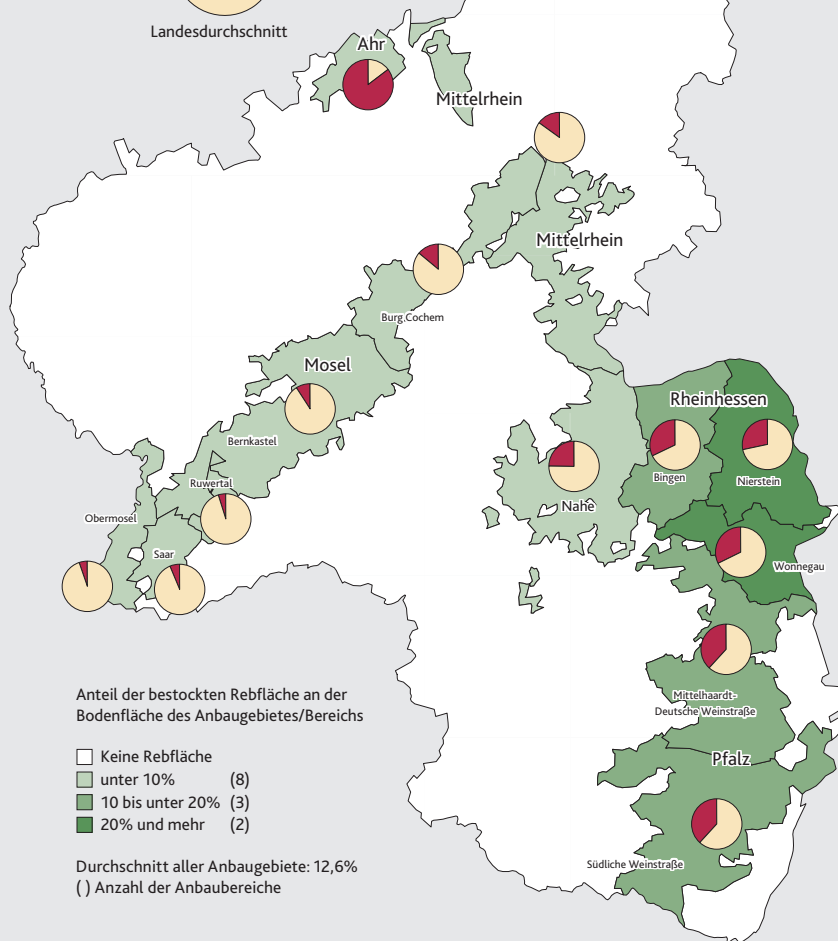 Landesdurchschnitt
Ahr
Mittelrhein
Mittelrhein
Burg.Cochem
Mosel
Rheinhessen
Bernkastel
Bingen
Nierstein
Ruwertal
Nahe
Obermosel
Saar
Wonnegau
Mittelhaardt-
Deutsche Weinstraße
Pfalz
Südliche Weinstraße
Anteil der bestockten Rebfläche an der
Bodenfläche des Anbaugebietes/Bereichs
Keine Rebfläche
unter 10% (8)
10 bis unter 20% (3)
20% und mehr (2)
Durchschnitt aller Anbaugebiete: 12,6%
( ) Anzahl der Anbaubereiche